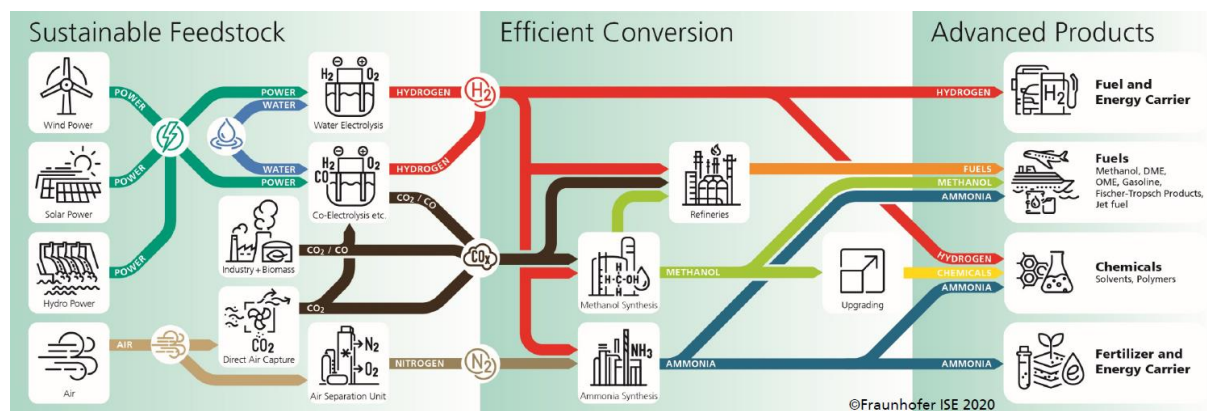 Sustainable Feedstock
Efficient Conversion
Advanced Products
Wind Power
POWER
Solar Power
POWER
Hydro Power
POWER
Air
AIR
POWER
WATER
WATER
POWER
H2 ⊖ ⊕ O2
Water Electrolysis
H2 ⊖ ⊕ O2
CO
Co-Electrolysis etc.
Industry + Biomass
CO2
Direct Air Capture
N2
O2
Air Separation Unit
HYDROGEN
HYDROGEN
CO2 / CO
CO2 / CO
CO2
NITROGEN
H2
COx
N2
Refineries
H
H-C-OH
H
Methanol Synthesis
NH3
Ammonia Synthesis
METHANOL
AMMONIA
Upgrading
HYDROGEN
FUELS
METHANOL
AMMONIA
HYDROGEN
CHEMICALS
AMMONIA
AMMONIA
H2
Fuel and
Energy Carrier
Fuels
Methanol, DME,
OME, Gasoline,
Fischer-Tropsch Products,
Jet fuel
Chemicals
Solvents, Polymers
Fertilizer and
Energy Carrier
©Fraunhofer ISE 2020